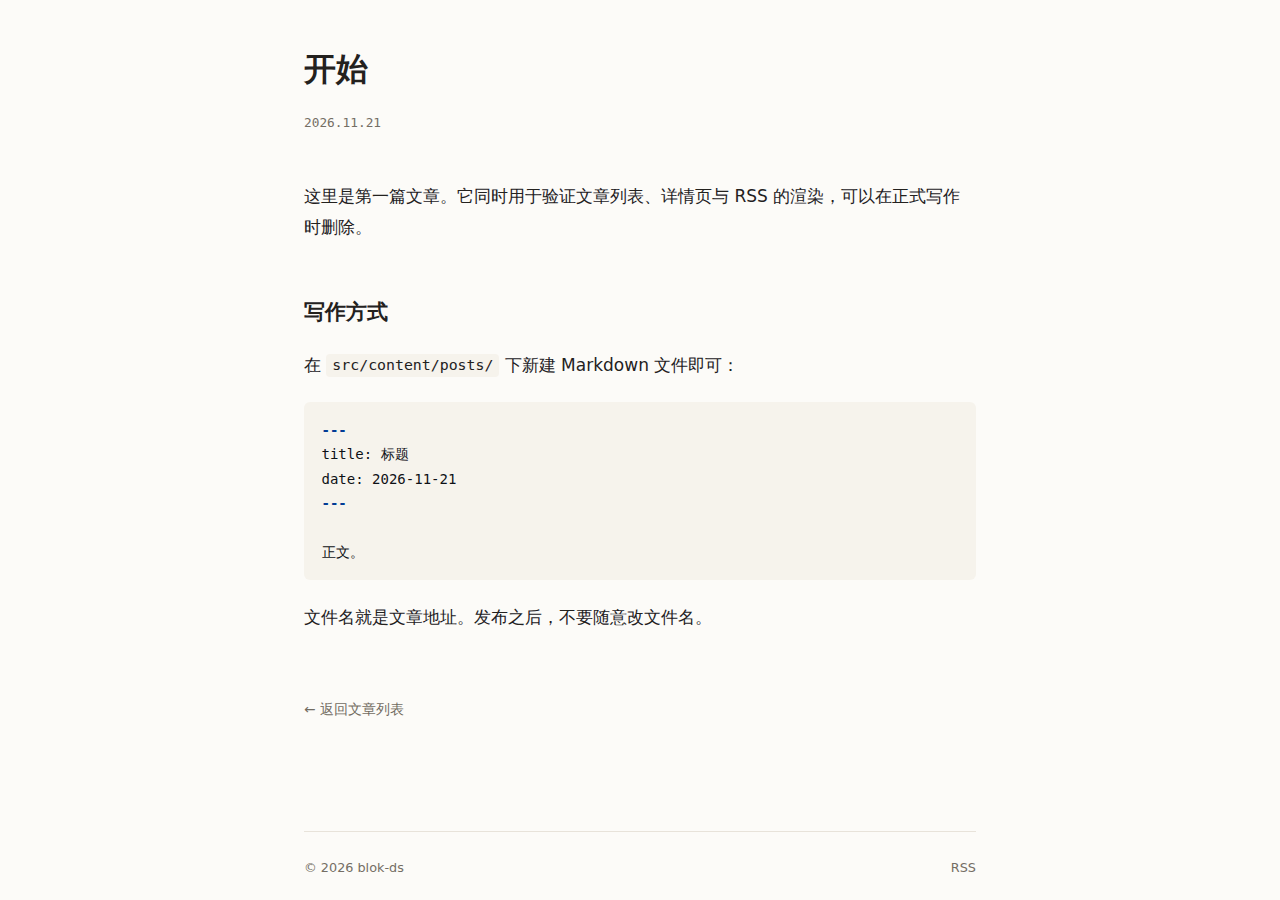 开始
2026.11.21
这里是第一篇文章。它同时用于验证文章列表、详情页与 RSS 的渲染，可以在正式写作
时删除。
写作方式
在 src/content/posts/ 下新建 Markdown 文件即可：
---
title: 标题
date: 2026-11-21
---
正文。
文件名就是文章地址。发布之后，不要随意改文件名。
← 返回文章列表
© 2026 blok-ds
RSS